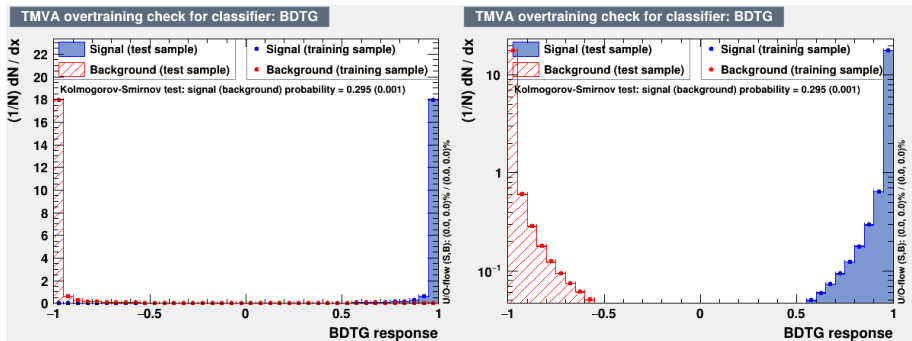 TMVA overtraining check for classifier: BDTG
Signal (test sample)
Background (test sample)
Signal (training sample)
Background (training sample)
Kolmogorov-Smirnov test: signal (background) probability = 0.295 (0.001)
(1/N) dN / dx
22
20
18
16
14
12
10
8
6
4
2
0
−1
−0.5
0
0.5
1
BDTG response
U/O-flow (S,B): (0.0, 0.0)% / (0.0, 0.0)%
TMVA overtraining check for classifier: BDTG
Signal (test sample)
Background (test sample)
Signal (training sample)
Background (training sample)
Kolmogorov-Smirnov test: signal (background) probability = 0.295 (0.001)
(1/N) dN / dx
10
1
10⁻¹
−1
−0.5
0
0.5
1
BDTG response
U/O-flow (S,B): (0.0, 0.0)% / (0.0, 0.0)%